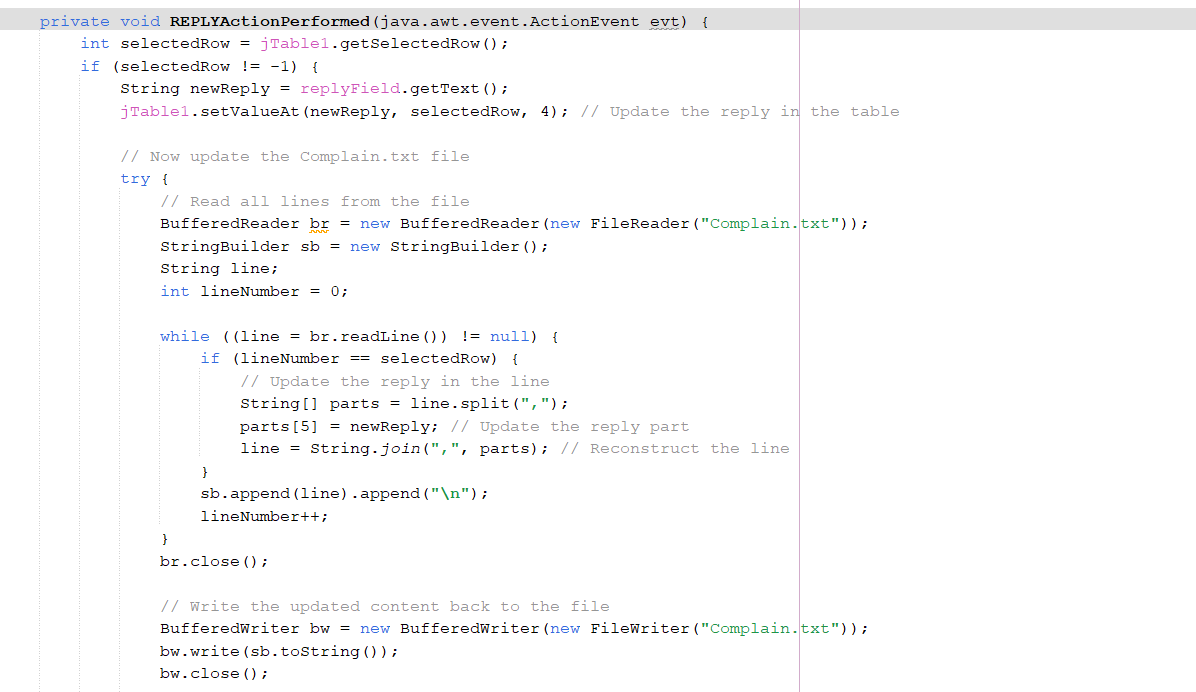 private void REPLYActionPerformed(java.awt.event.ActionEvent evt) {
    int selectedRow = jTable1.getSelectedRow();
    if (selectedRow != -1) {
        String newReply = replyField.getText();
        jTable1.setValueAt(newReply, selectedRow, 4); // Update the reply in the table

        // Now update the Complain.txt file
        try {
            // Read all lines from the file
            BufferedReader br = new BufferedReader(new FileReader("Complain.txt"));
            StringBuilder sb = new StringBuilder();
            String line;
            int lineNumber = 0;

            while ((line = br.readLine()) != null) {
                if (lineNumber == selectedRow) {
                    // Update the reply in the line
                    String[] parts = line.split(",");
                    parts[5] = newReply; // Update the reply part
                    line = String.join(",", parts); // Reconstruct the line
                }
                sb.append(line).append("\n");
                lineNumber++;
            }
            br.close();

            // Write the updated content back to the file
            BufferedWriter bw = new BufferedWriter(new FileWriter("Complain.txt"));
            bw.write(sb.toString());
            bw.close();